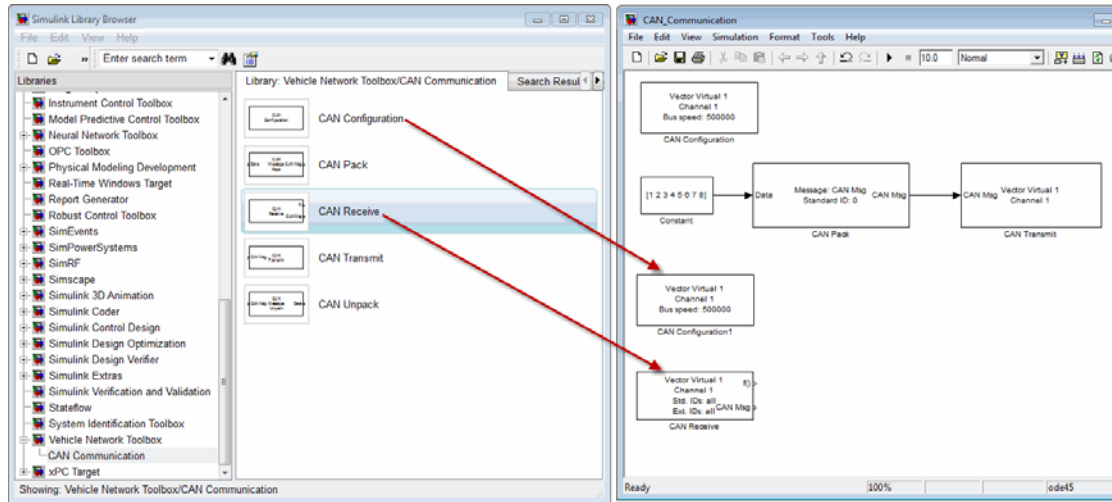 Simulink Library Browser
File Edit View Help
» Enter search term
Libraries
Instrument Control Toolbox
Model Predictive Control Toolbox
Neural Network Toolbox
OPC Toolbox
Physical Modeling Development
Real-Time Windows Target
Report Generator
Robust Control Toolbox
SimEvents
SimPowerSystems
SimRF
Simscape
Simulink 3D Animation
Simulink Coder
Simulink Control Design
Simulink Design Optimization
Simulink Design Verifier
Simulink Extras
Simulink Verification and Validation
Stateflow
System Identification Toolbox
Vehicle Network Toolbox
CAN Communication
xPC Target
Library: Vehicle Network Toolbox/CAN Communication
Search Resul
CAN Configuration
CAN Pack
CAN Receive
CAN Transmit
CAN Unpack
Showing: Vehicle Network Toolbox/CAN Communication
CAN_Communication
File Edit View Simulation Format Tools Help
10.0 Normal
Vector Virtual 1
Channel 1
Bus speed: 500000
CAN Configuration
[1 2 3 4 5 6 7 8]
Constant
Data
Message: CAN Msg
Standard ID: 0
CAN Msg
CAN Pack
CAN Msg
Vector Virtual 1
Channel 1
CAN Transmit
Vector Virtual 1
Channel 1
Bus speed: 500000
CAN Configuration1
Vector Virtual 1
Channel 1
Std. IDs: all
Ext. IDs: all
f()
CAN Msg
CAN Receive
Ready 100% ode45